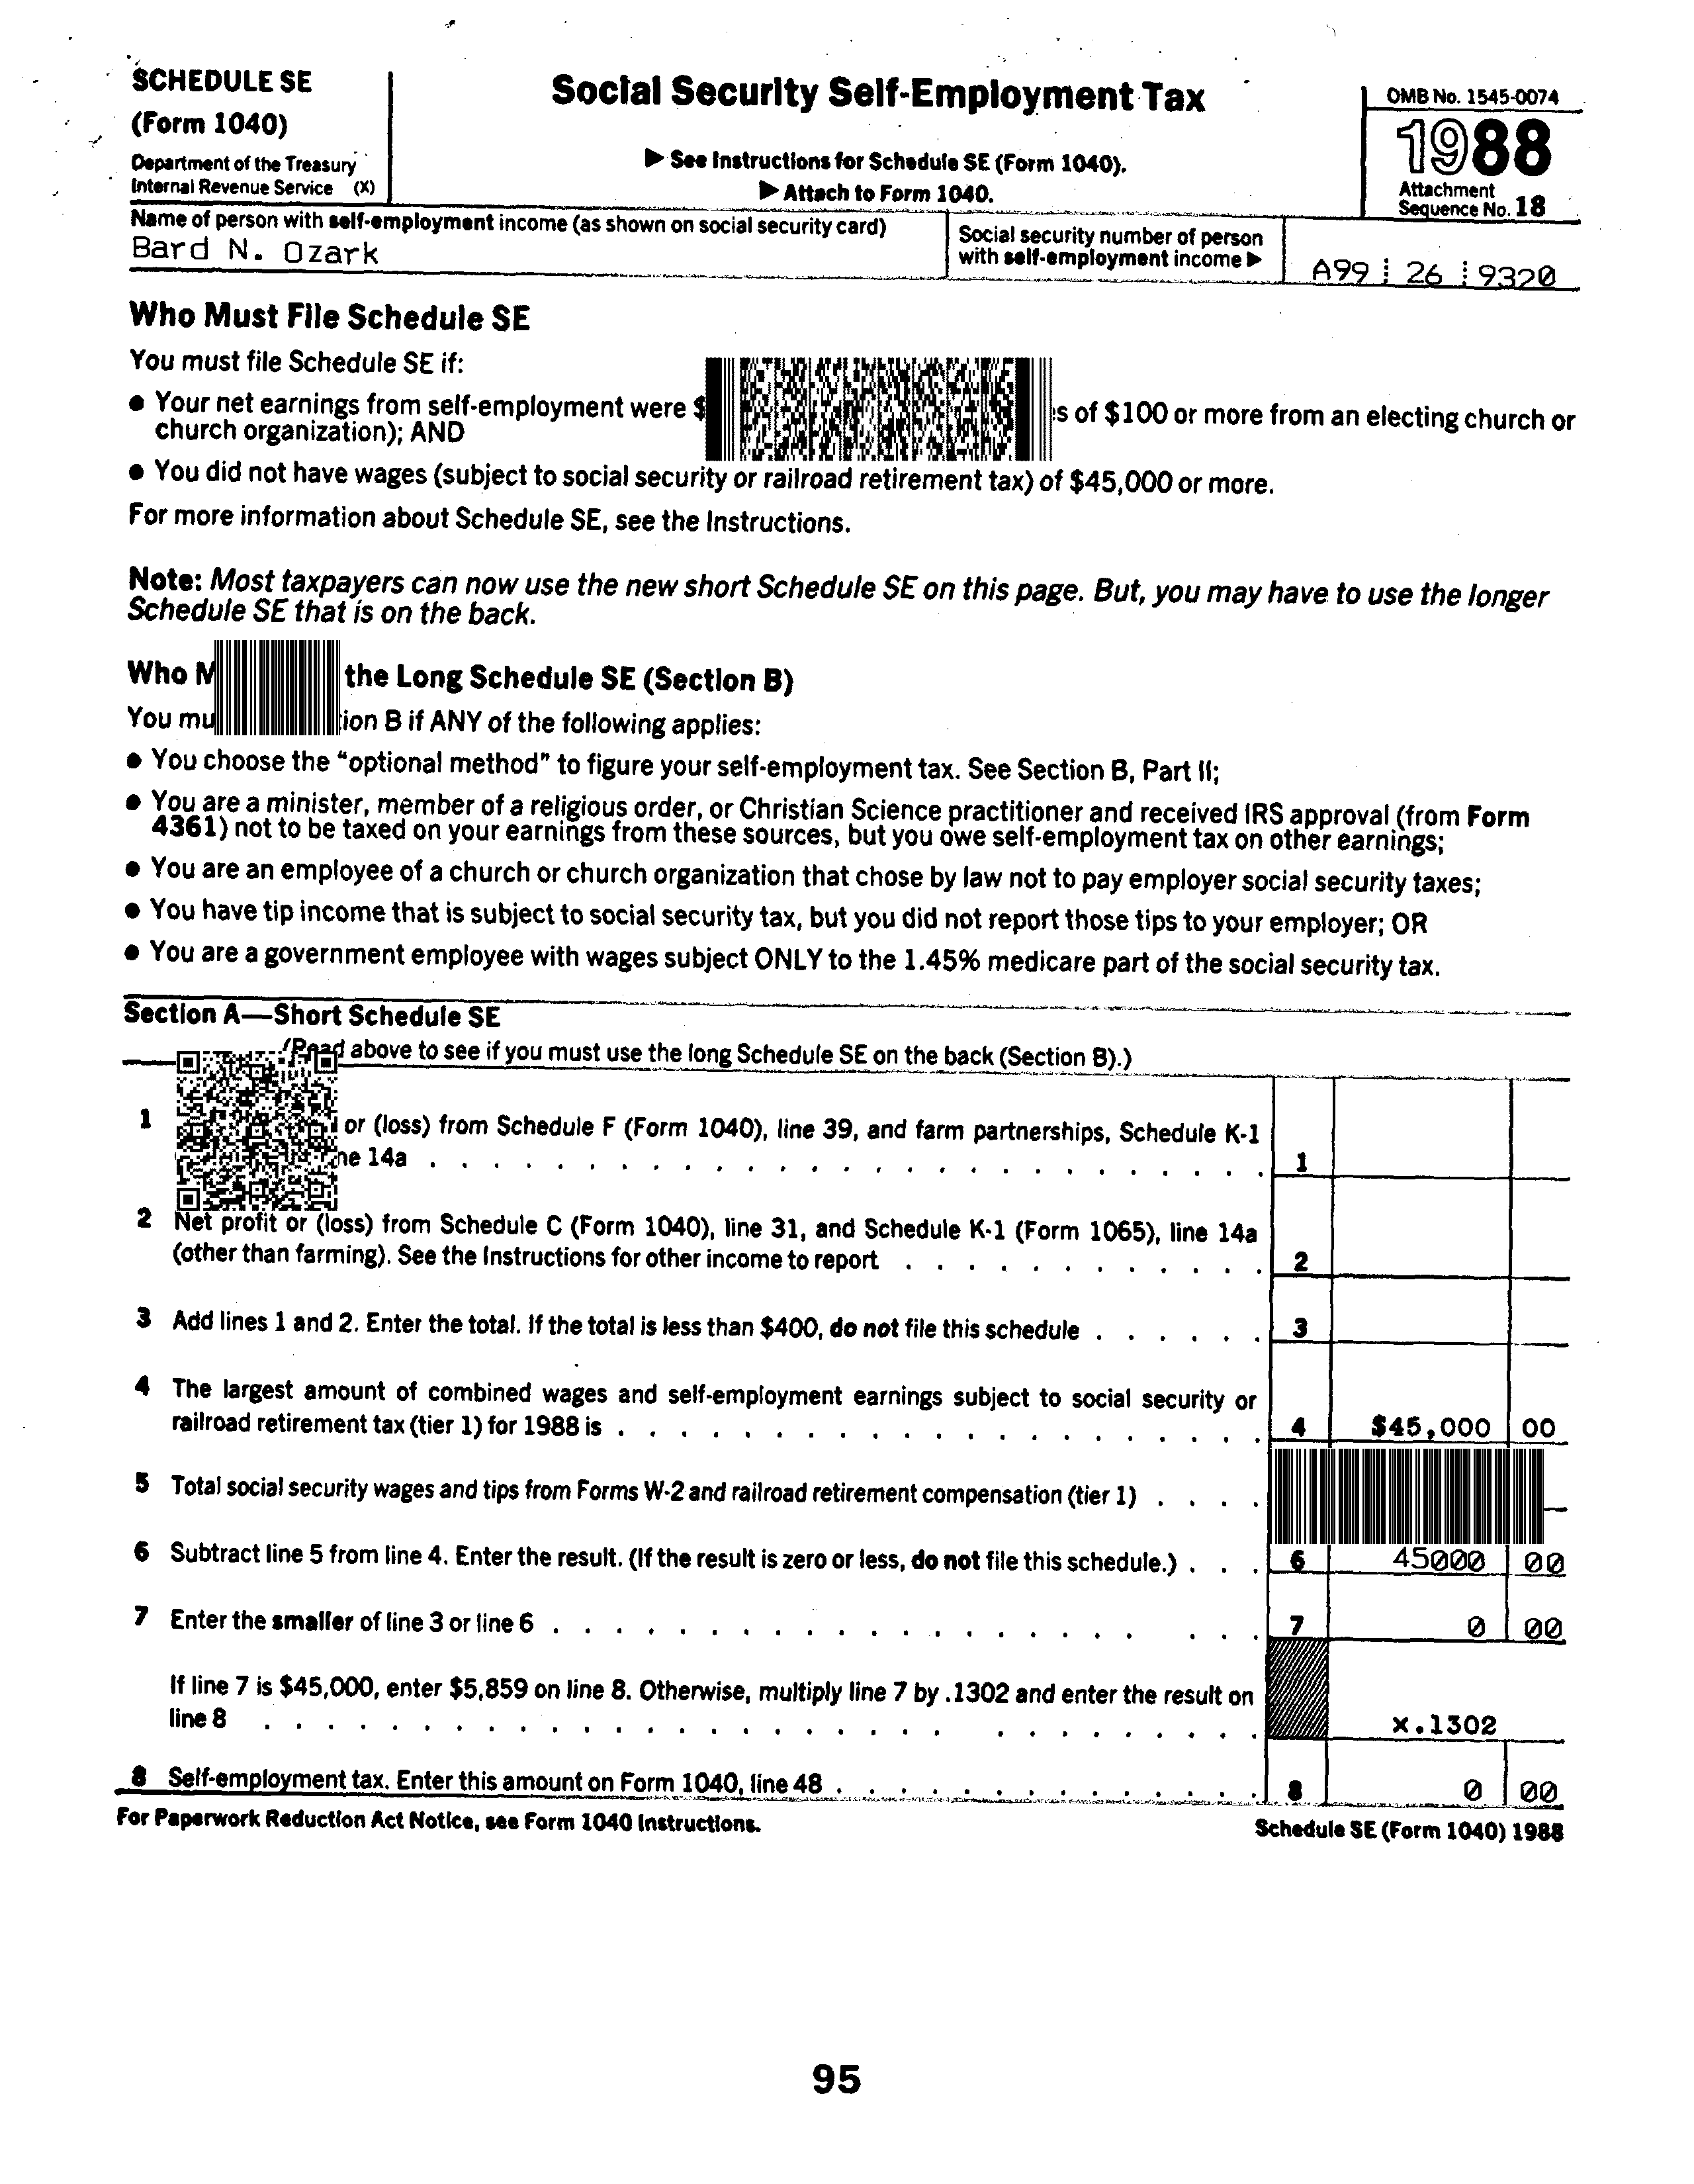 SCHEDULE SE
(Form 1040)
Department of the Treasury
Internal Revenue Service (X)
Social Security Self-Employment Tax
▶ See Instructions for Schedule SE (Form 1040).
▶ Attach to Form 1040.
OMB No. 1545-0074
1988
Attachment
Sequence No. 18
Name of person with self-employment income (as shown on social security card)
Bard N. Ozark
Social security number of person
with self-employment income ▶
A99 26 9320
Who Must File Schedule SE
You must file Schedule SE if:
● Your net earnings from self-employment were $ of $100 or more from an electing church or
church organization); AND
● You did not have wages (subject to social security or railroad retirement tax) of $45,000 or more.
For more information about Schedule SE, see the Instructions.
Note: Most taxpayers can now use the new short Schedule SE on this page. But, you may have to use the longer
Schedule SE that is on the back.
Who the Long Schedule SE (Section B)
You B if ANY of the following applies:
● You choose the "optional method" to figure your self-employment tax. See Section B, Part II;
● You are a minister, member of a religious order, or Christian Science practitioner and received IRS approval (from Form
4361) not to be taxed on your earnings from these sources, but you owe self-employment tax on other earnings;
● You are an employee of a church or church organization that chose by law not to pay employer social security taxes;
● You have tip income that is subject to social security tax, but you did not report those tips to your employer; OR
● You are a government employee with wages subject ONLY to the 1.45% medicare part of the social security tax.
Section A—Short Schedule SE
(Read above to see if you must use the long Schedule SE on the back (Section B).)
1 or (loss) from Schedule F (Form 1040), line 39, and farm partnerships, Schedule K-1
14a . . . . . . . . . . . . . . . . . . . . . . . . . . 1
2 Net profit or (loss) from Schedule C (Form 1040), line 31, and Schedule K-1 (Form 1065), line 14a
(other than farming). See the Instructions for other income to report . . . . . . . . . . . . 2
3 Add lines 1 and 2. Enter the total. If the total is less than $400, do not file this schedule . . . . . . 3
4 The largest amount of combined wages and self-employment earnings subject to social security or
railroad retirement tax (tier 1) for 1988 is . . . . . . . . . . . . . . . . . . . . . 4 $45,000 00
5 Total social security wages and tips from Forms W-2 and railroad retirement compensation (tier 1) . . . .
6 Subtract line 5 from line 4. Enter the result. (If the result is zero or less, do not file this schedule.) . . . 6 45000 00
7 Enter the smaller of line 3 or line 6 . . . . . . . . . . . . . . . . . . . . . . 7 0 00
If line 7 is $45,000, enter $5,859 on line 8. Otherwise, multiply line 7 by .1302 and enter the result on
line 8 . . . . . . . . . . . . . . . . . . . . . . . . . . . . . . x.1302
8 Self-employment tax. Enter this amount on Form 1040, line 48 . . . . . . . . . . . . . . 8 0 00
For Paperwork Reduction Act Notice, see Form 1040 Instructions.
Schedule SE (Form 1040) 1988
95